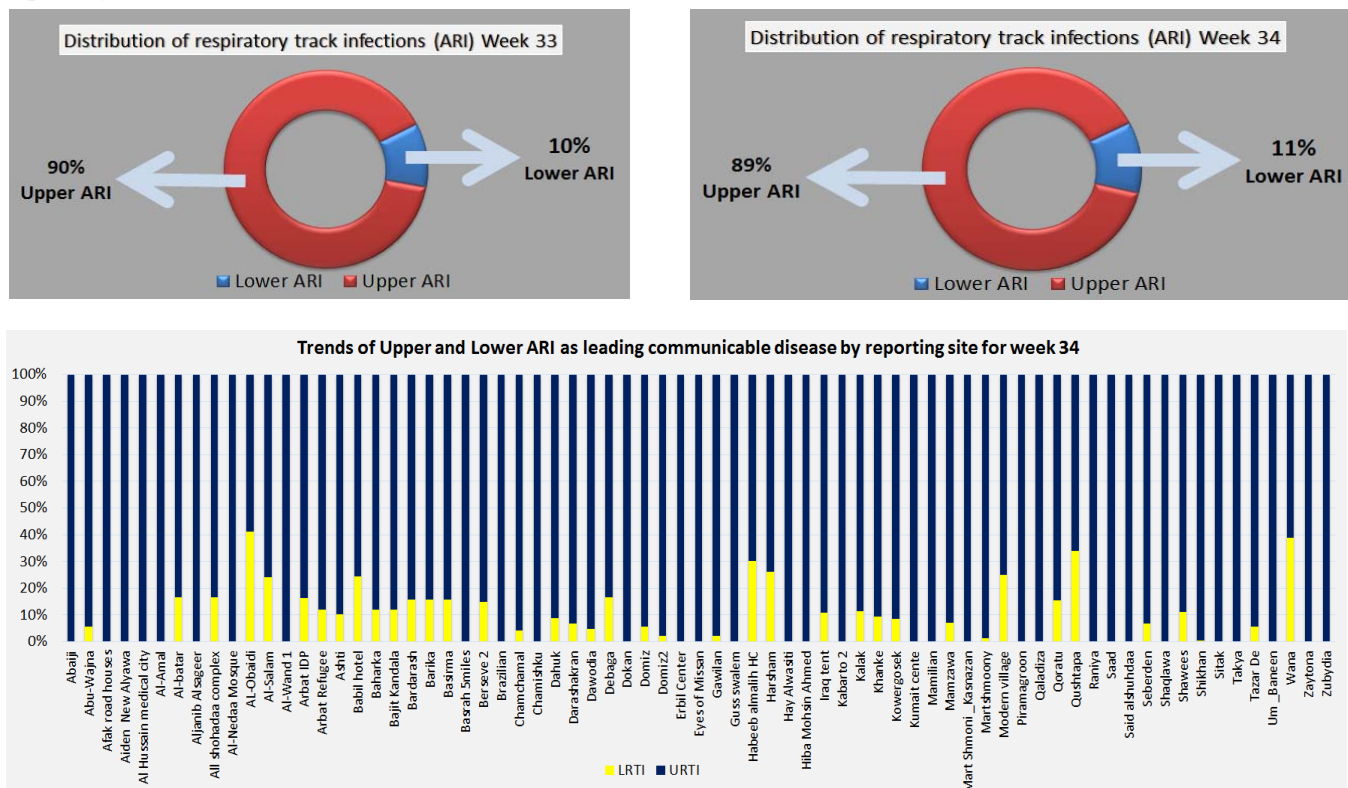 Distribution of respiratory track infections (ARI) Week 33
90%
Upper ARI
10%
Lower ARI
Lower ARI
Upper ARI
Distribution of respiratory track infections (ARI) Week 34
89%
Upper ARI
11%
Lower ARI
Lower ARI
Upper ARI
Trends of Upper and Lower ARI as leading communicable disease by reporting site for week 34
100%
90%
80%
70%
60%
50%
40%
30%
20%
10%
0%
Abaiji
Abu-Wajna
Afak road houses
Aiden New Alyawa
Al Hussain medical city
Al-Amal
Al-batar
Aljanib Alsageer
All shohadaa complex
Al-Nedaa Mosque
AL-Obaidi
Al-Salam
Al-Wand 1
Arbat IDP
Arbat Refugee
Ashti
Babil hotel
Baharka
Bajit Kandala
Bardarash
Barika
Basirma
Basrah 5miles
Berseve 2
Brazilian
Chamchamal
Chamishku
Dahuk
Darashakran
Dawodia
Debaga
Dokan
Domiz
Domiz2
Erbil Center
Eyes of Missan
Gawilan
Guss swalem
Habeeb almalih HC
Harsham
Hay Alwasiti
Hiba Mohsin Ahmed
Iraq tent
Kabarto 2
Kalak
Khanke
Kowergosek
Kumait cente
Mamilian
Mamzawa
Mart Shmoni _Kasnazan
Martshmoony
Modern village
Piramagroon
Qaladiza
Qoratu
Qushtapa
Raniya
Saad
Said alshuhdaa
Seberden
Shaqlawa
Shawees
Shikhan
Sitak
Takya
Tazar De
Um _Baneen
Wana
Zaytona
Zubydia
LRTI
URTI